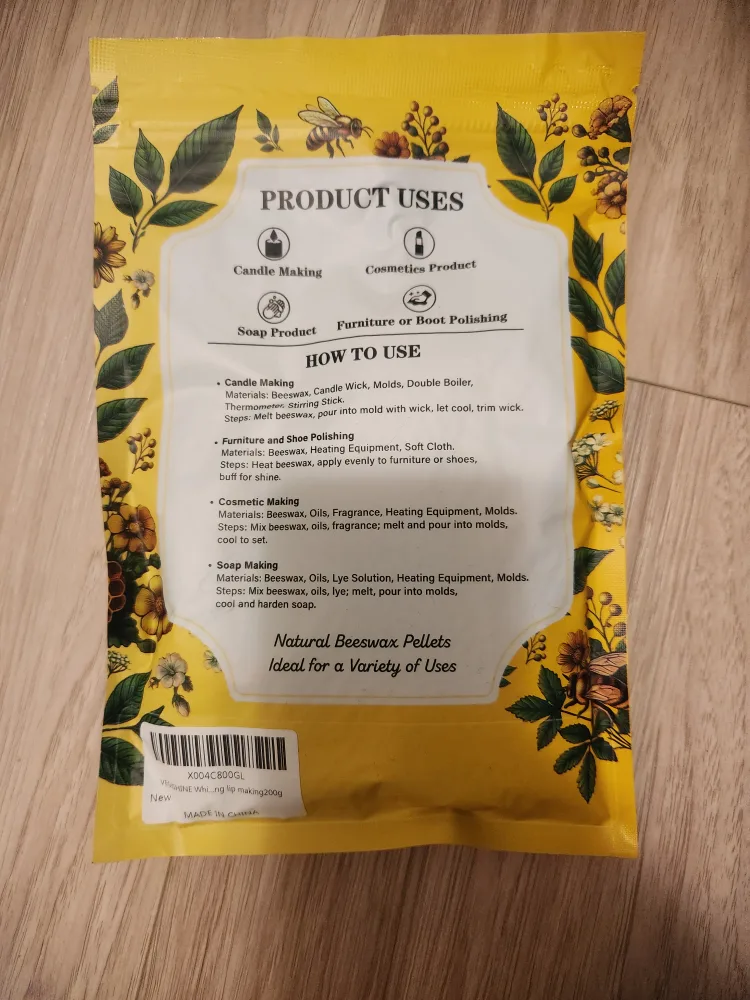 PRODUCT USES
Candle Making
Cosmetics Product
Soap Product
Furniture or Boot Polishing
HOW TO USE
• Candle Making
Materials: Beeswax, Candle Wick, Molds, Double Boiler,
Thermometer, Stirring Stick.
Steps: Melt beeswax, pour into mold with wick, let cool, trim wick.
• Furniture and Shoe Polishing
Materials: Beeswax, Heating Equipment, Soft Cloth.
Steps: Heat beeswax, apply evenly to furniture or shoes,
buff for shine.
• Cosmetic Making
Materials: Beeswax, Oils, Fragrance, Heating Equipment, Molds.
Steps: Mix beeswax, oils, fragrance; melt and pour into molds,
cool to set.
• Soap Making
Materials: Beeswax, Oils, Lye Solution, Heating Equipment, Molds.
Steps: Mix beeswax, oils, lye; melt, pour into molds,
cool and harden soap.
Natural Beeswax Pellets
Ideal for a Variety of Uses
X004C800GL
Whi...ng lip making200g
New
MADE IN CHINA